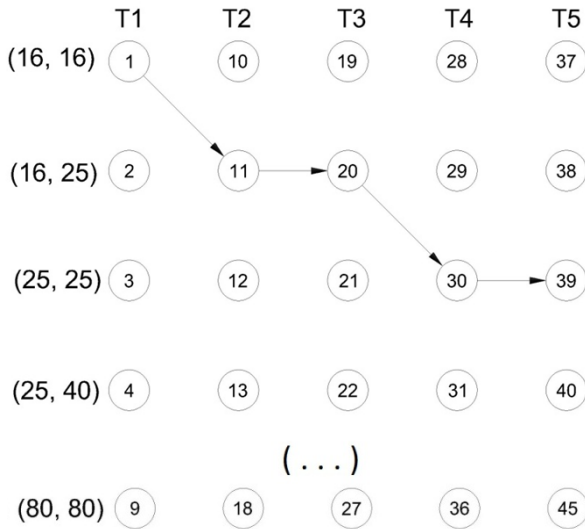 T1 T2 T3 T4 T5
(16, 16) 1 10 19 28 37
(16, 25) 2 11 20 29 38
(25, 25) 3 12 21 30 39
(25, 40) 4 13 22 31 40
(...)
(80, 80) 9 18 27 36 45